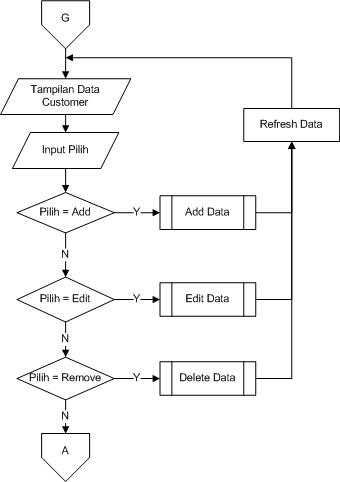 G
Tampilan Data
Customer
Refresh Data
Input Pilih
Pilih = Add
Y
Add Data
N
Pilih = Edit
Y
Edit Data
N
Pilih = Remove
Y
Delete Data
N
A